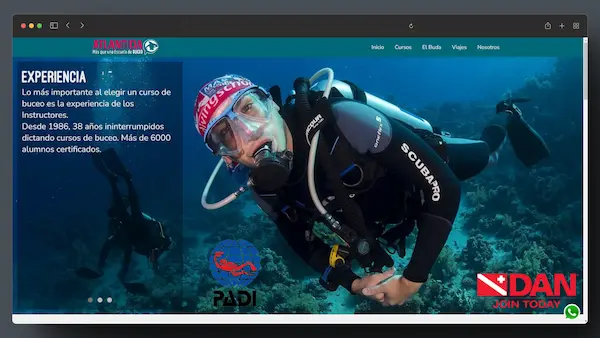 Más que una Escuela de BUCEO
Inicio
Cursos
El Buda
Viajes
Nosotros
EXPERIENCIA
Lo más importante al elegir un curso de
buceo es la experiencia de los
Instructores.
Desde 1986, 38 años ininterrumpidos
dictando cursos de buceo. Más de 6000
alumnos certificados.
SCUBAPRO
PADI
DAN
JOIN TODAY